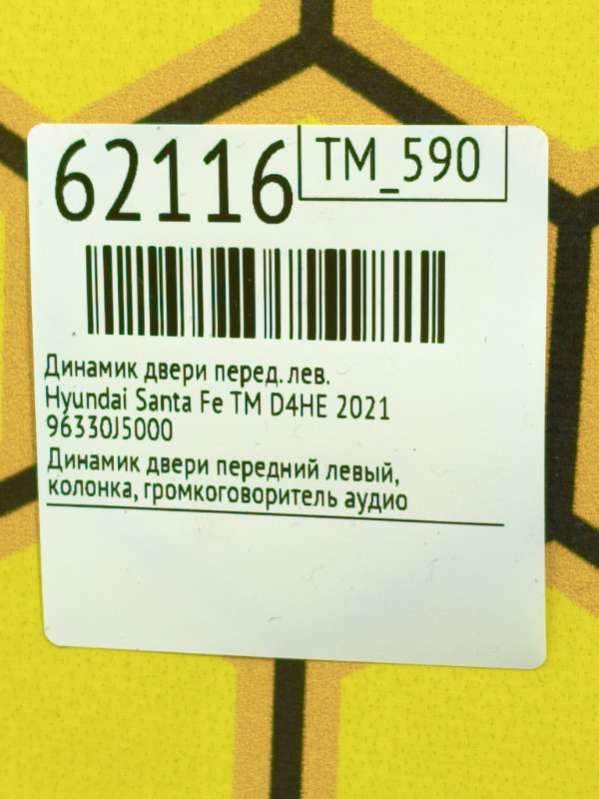 62116
TM_590
Динамик двери перед. лев.
Hyundai Santa Fe TM D4HE 2021
96330J5000
Динамик двери передний левый,
колонка, громкоговоритель аудио